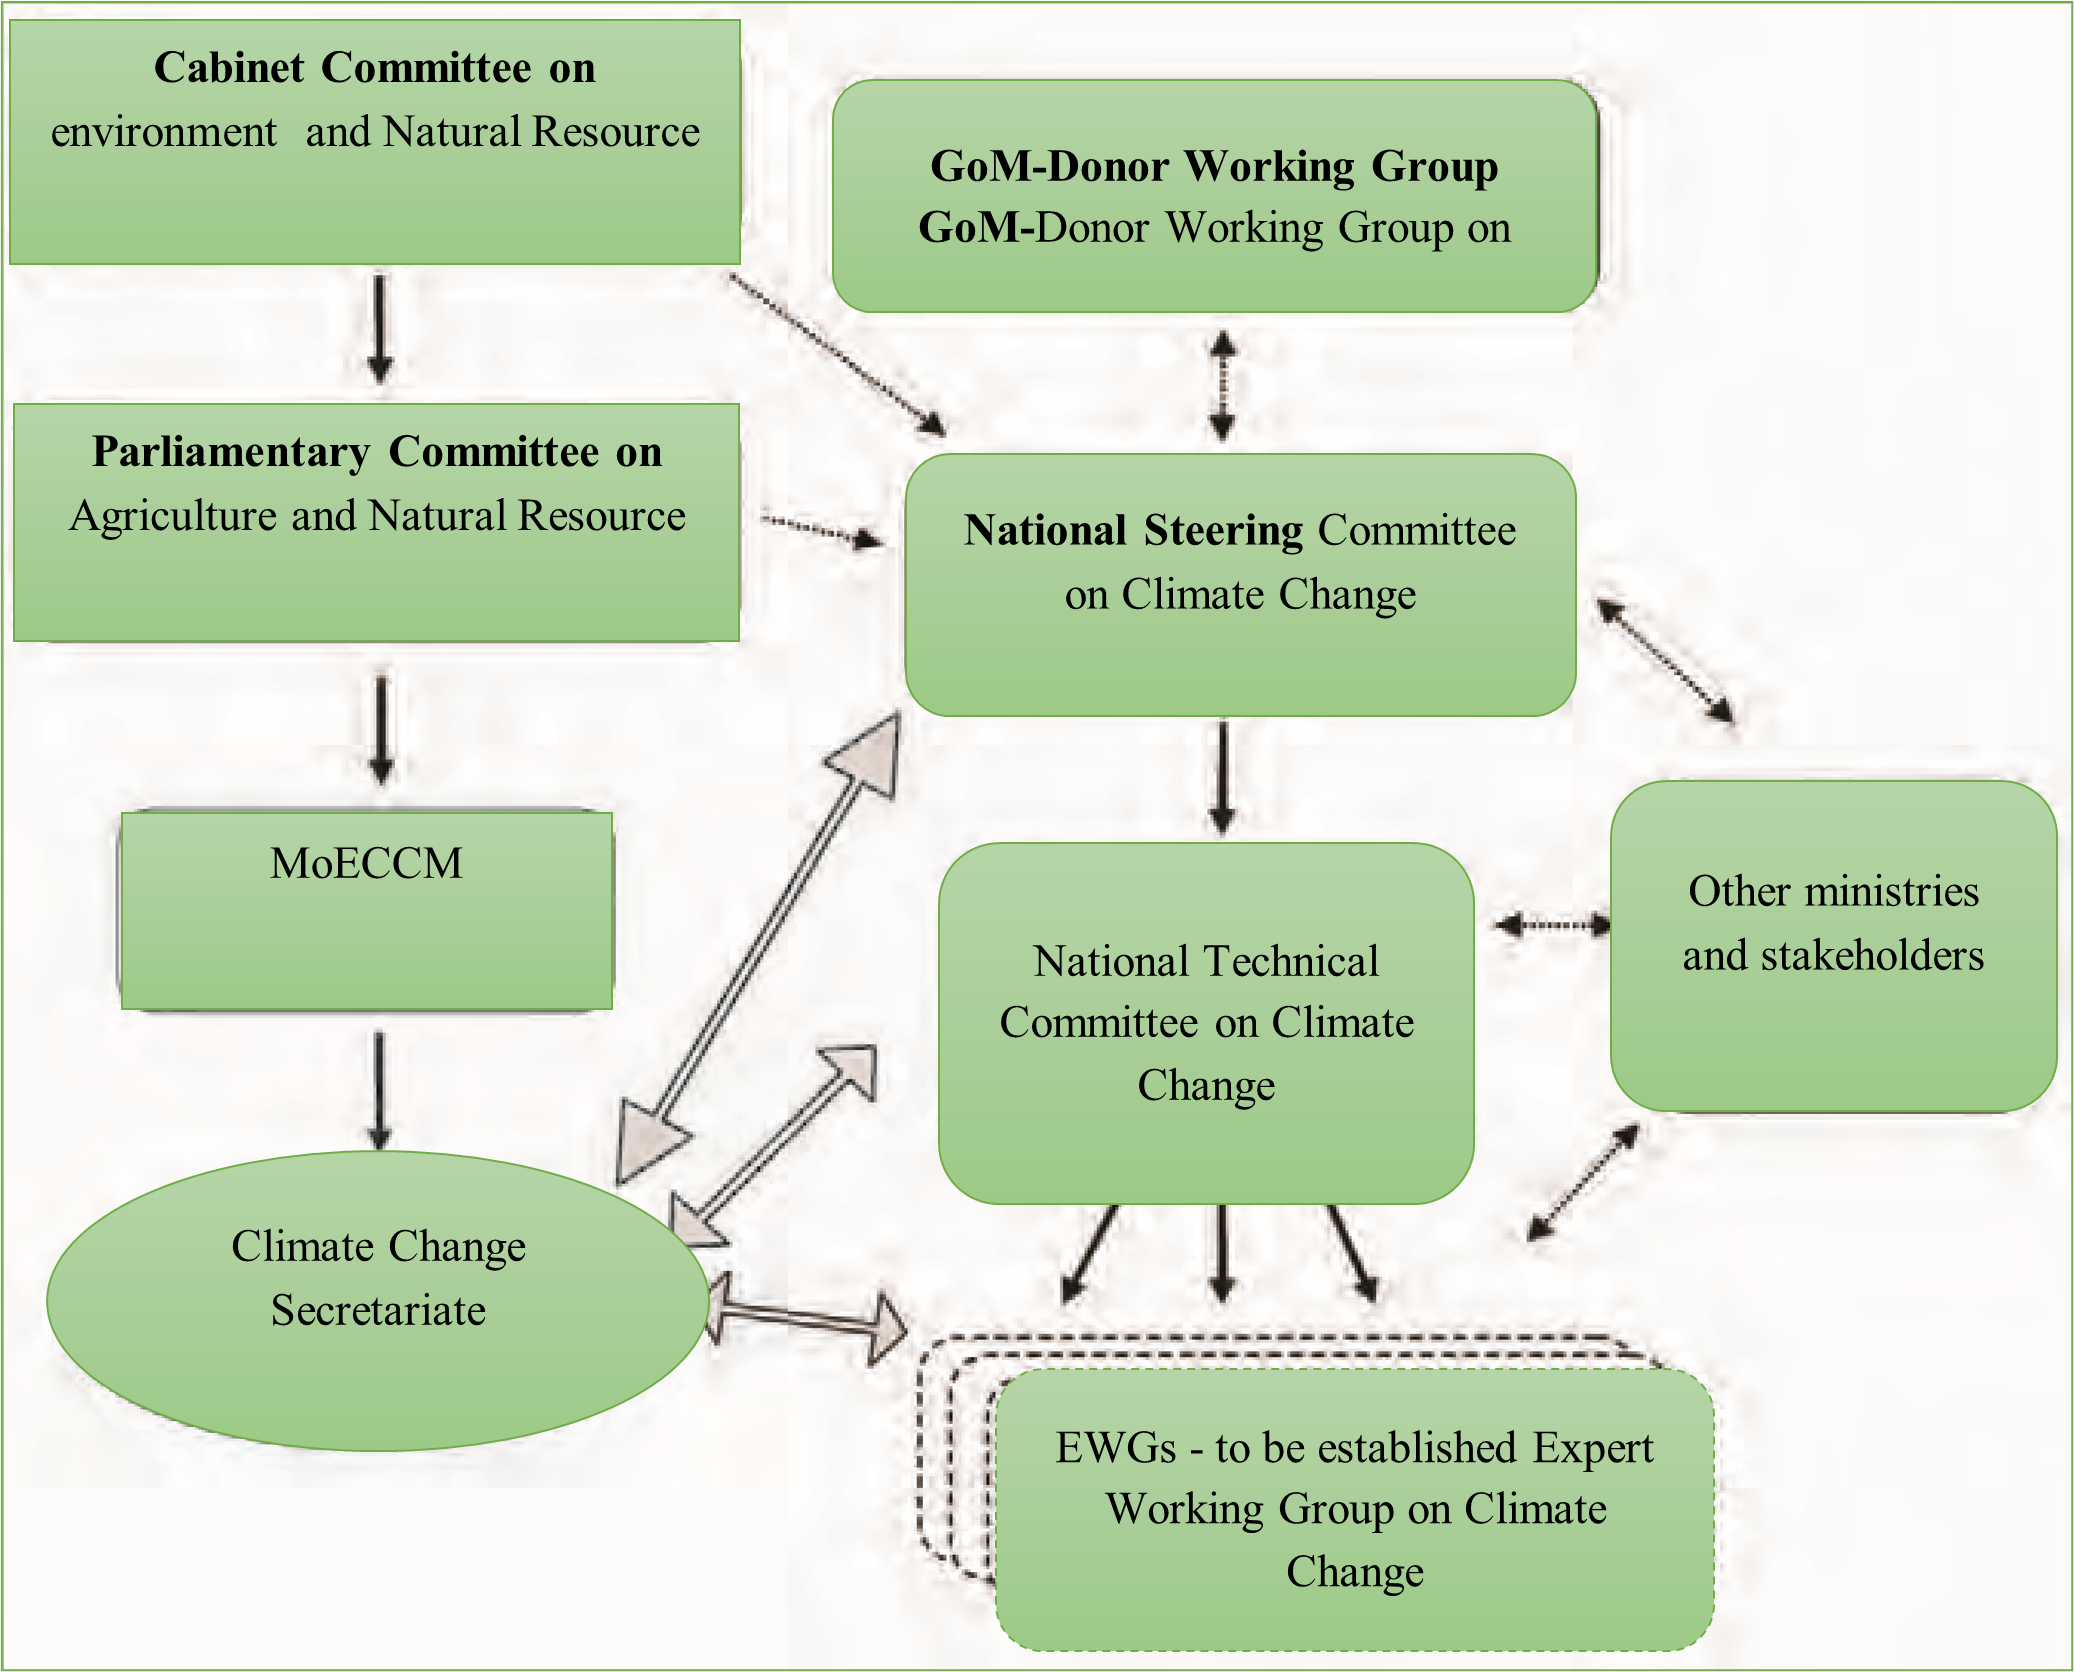 Cabinet Committee on
environment and Natural Resource
GoM-Donor Working Group
GoM-Donor Working Group on
Parliamentary Committee on
Agriculture and Natural Resource
National Steering Committee
on Climate Change
MoECCM
Other ministries
and stakeholders
National Technical
Committee on Climate
Change
Climate Change
Secretariate
EWGs - to be established Expert
Working Group on Climate
Change